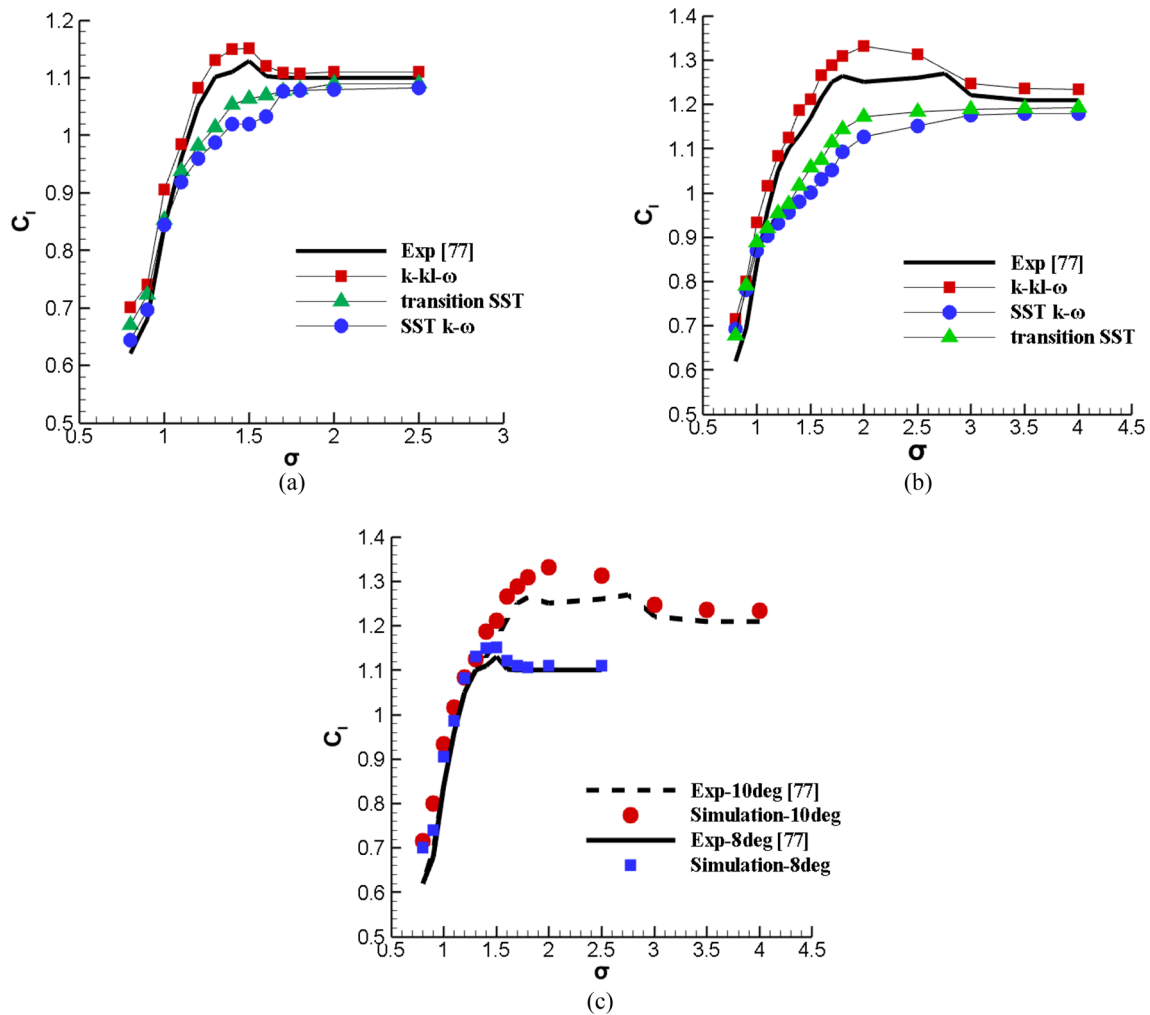 1.2
1.1
1
0.9
0.8
0.7
0.6
0.5
C_l
0.5 1 1.5 2 2.5 3
σ
Exp [77]
k-kl-ω
transition SST
SST k-ω
(a)
1.4
1.3
1.2
1.1
1
0.9
0.8
0.7
0.6
0.5
C_l
0.5 1 1.5 2 2.5 3 3.5 4 4.5
σ
Exp [77]
k-kl-ω
SST k-ω
transition SST
(b)
1.4
1.3
1.2
1.1
1
0.9
0.8
0.7
0.6
0.5
C_l
0.5 1 1.5 2 2.5 3 3.5 4 4.5
σ
Exp-10deg [77]
Simulation-10deg
Exp-8deg [77]
Simulation-8deg
(c)